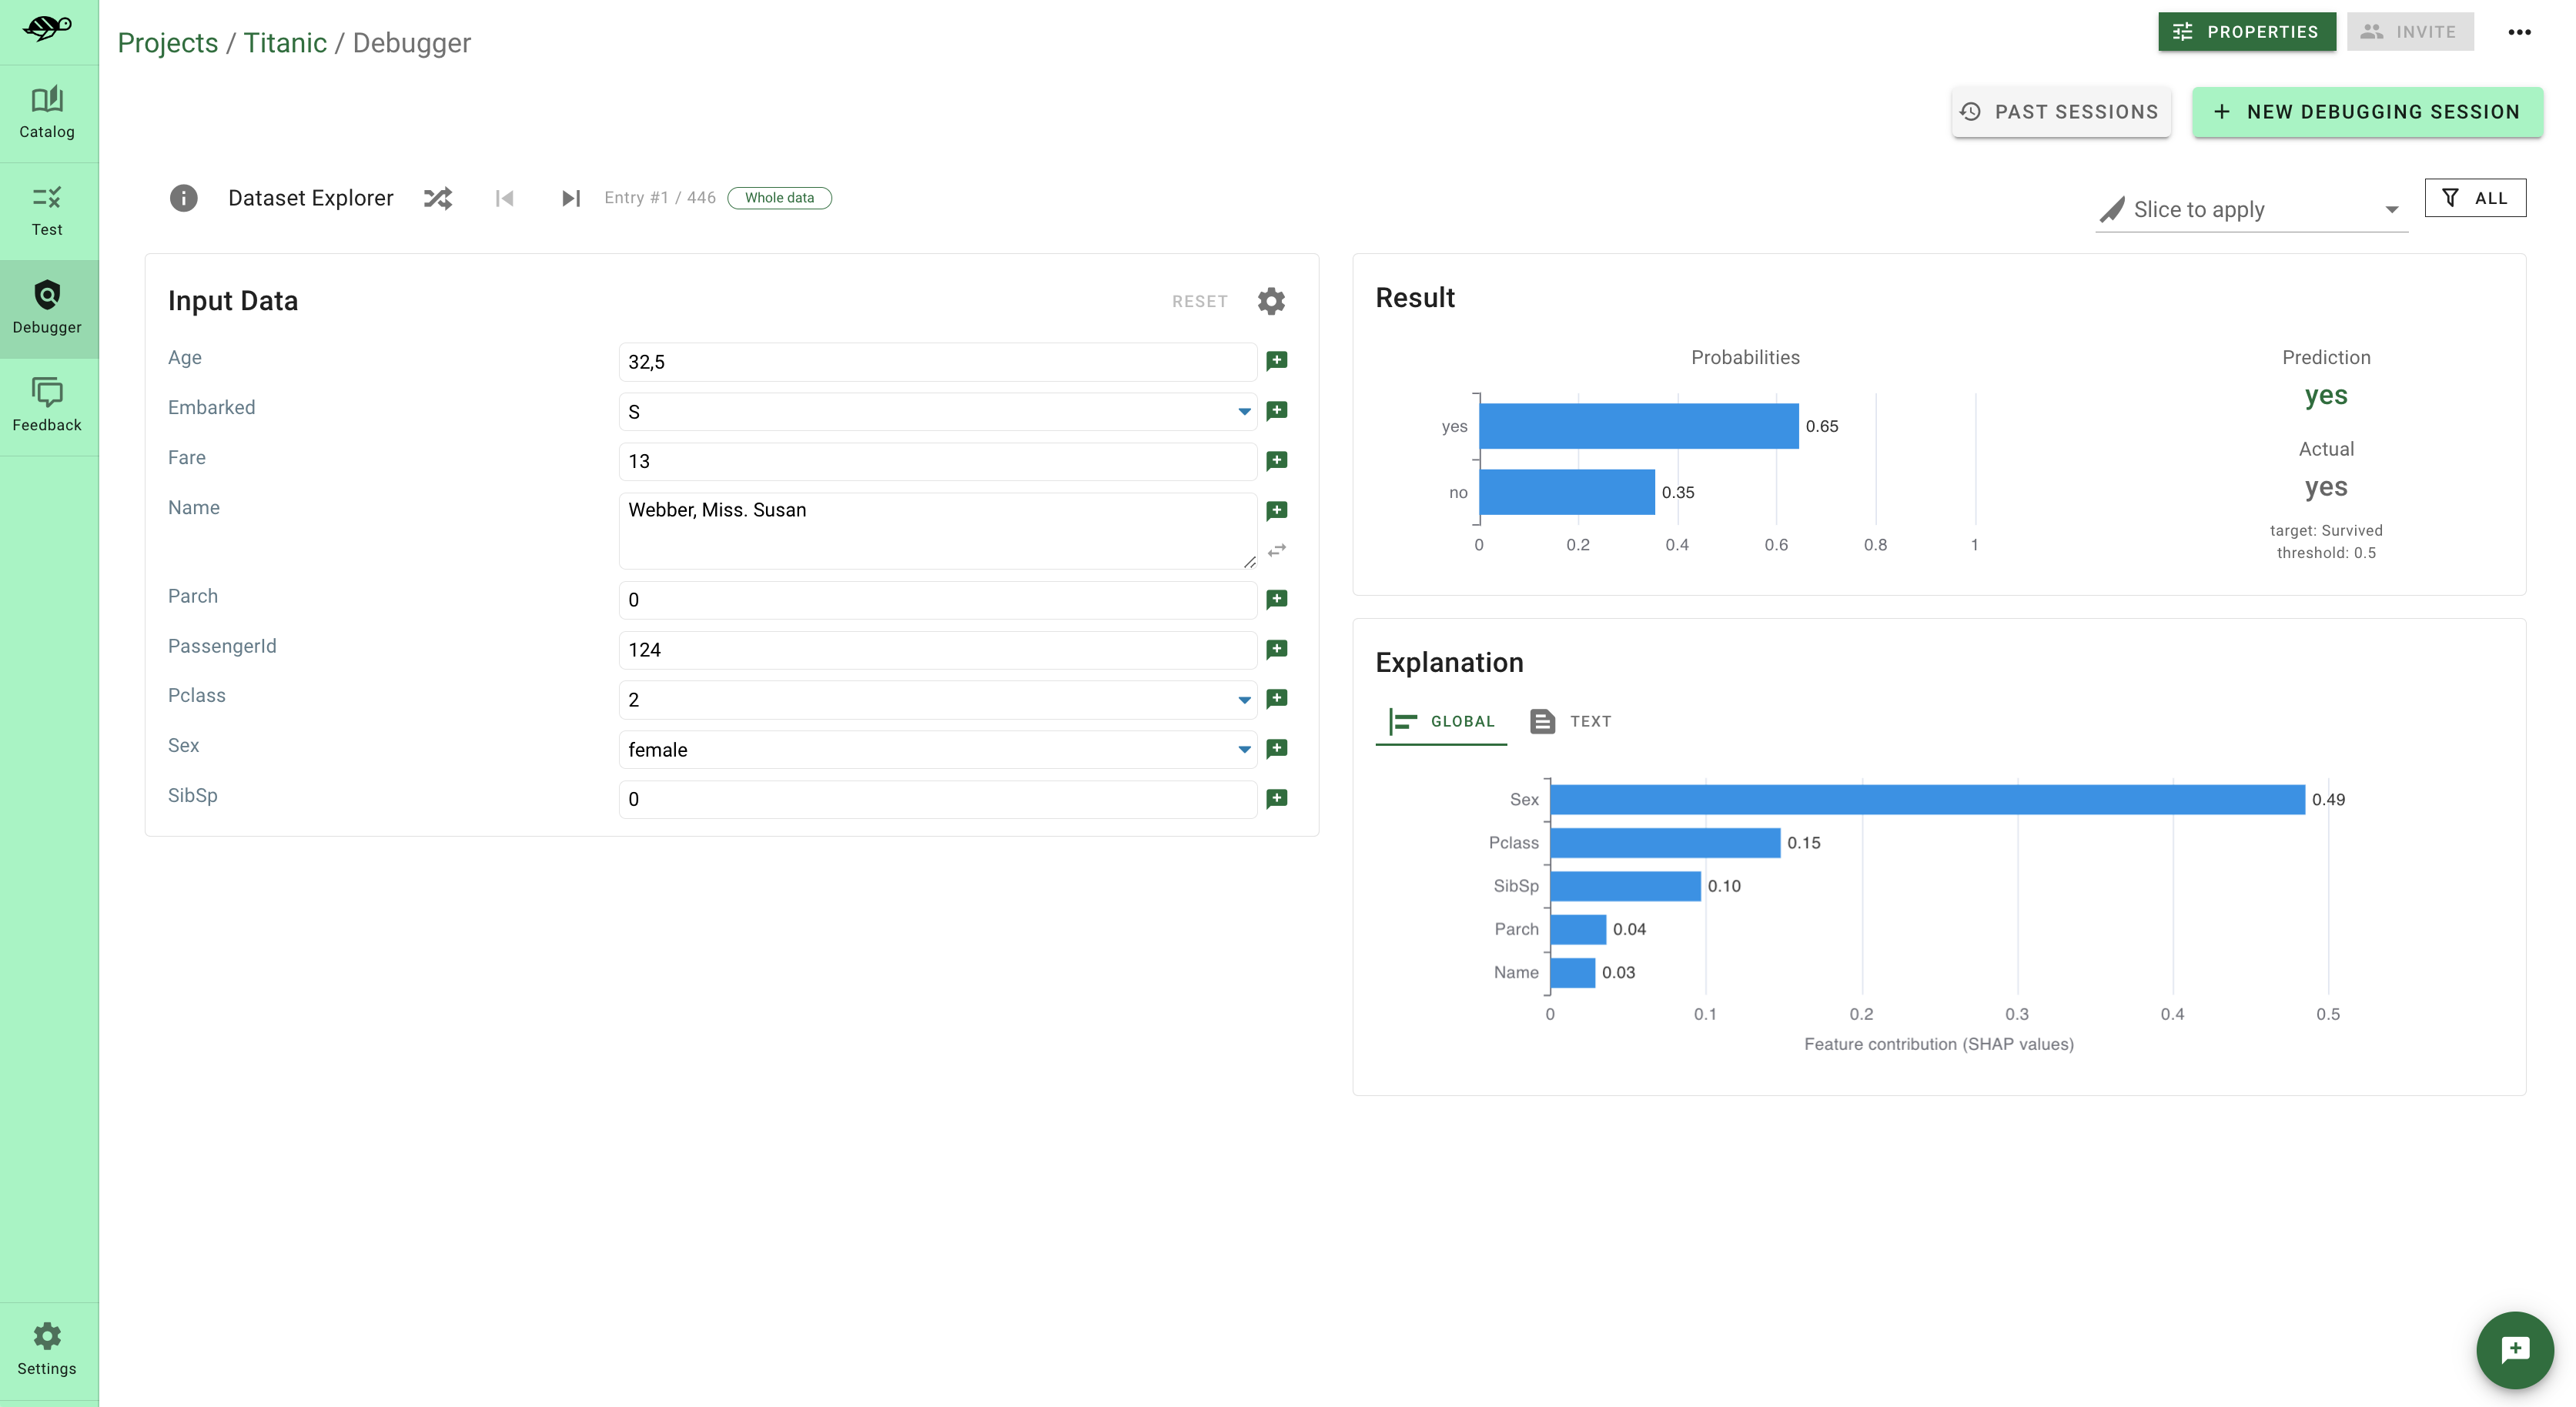 Projects / Titanic / Debugger
PROPERTIES
INVITE
PAST SESSIONS
NEW DEBUGGING SESSION
Catalog
Test
Debugger
Feedback
Settings
Dataset Explorer
Entry #1 / 446
Whole data
Slice to apply
ALL
Input Data
RESET
Age
32,5
Embarked
S
Fare
13
Name
Webber, Miss. Susan
Parch
0
PassengerId
124
Pclass
2
Sex
female
SibSp
0
Result
Probabilities
yes
0.65
no
0.35
0 0.2 0.4 0.6 0.8 1
Prediction
yes
Actual
yes
target: Survived
threshold: 0.5
Explanation
GLOBAL
TEXT
Sex
0.49
Pclass
0.15
SibSp
0.10
Parch
0.04
Name
0.03
0 0.1 0.2 0.3 0.4 0.5
Feature contribution (SHAP values)